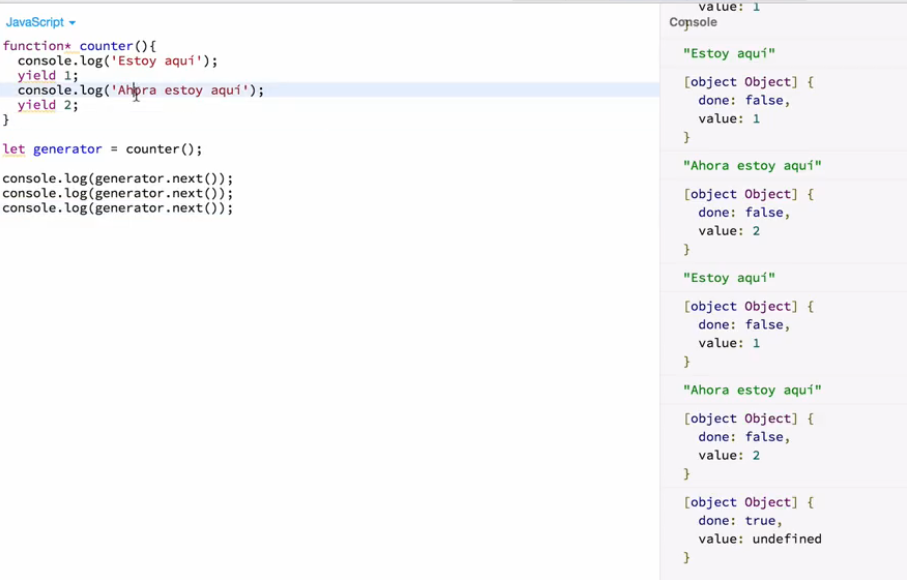 JavaScript
function* counter(){
  console.log('Estoy aquí');
  yield 1;
  console.log('Ahora estoy aquí');
  yield 2;
}
let generator = counter();
console.log(generator.next());
console.log(generator.next());
console.log(generator.next());
value: 1
Console
}
"Estoy aquí"
[object Object] {
  done: false,
  value: 1
}
"Ahora estoy aquí"
[object Object] {
  done: false,
  value: 2
}
"Estoy aquí"
[object Object] {
  done: false,
  value: 1
}
"Ahora estoy aquí"
[object Object] {
  done: false,
  value: 2
}
[object Object] {
  done: true,
  value: undefined
}